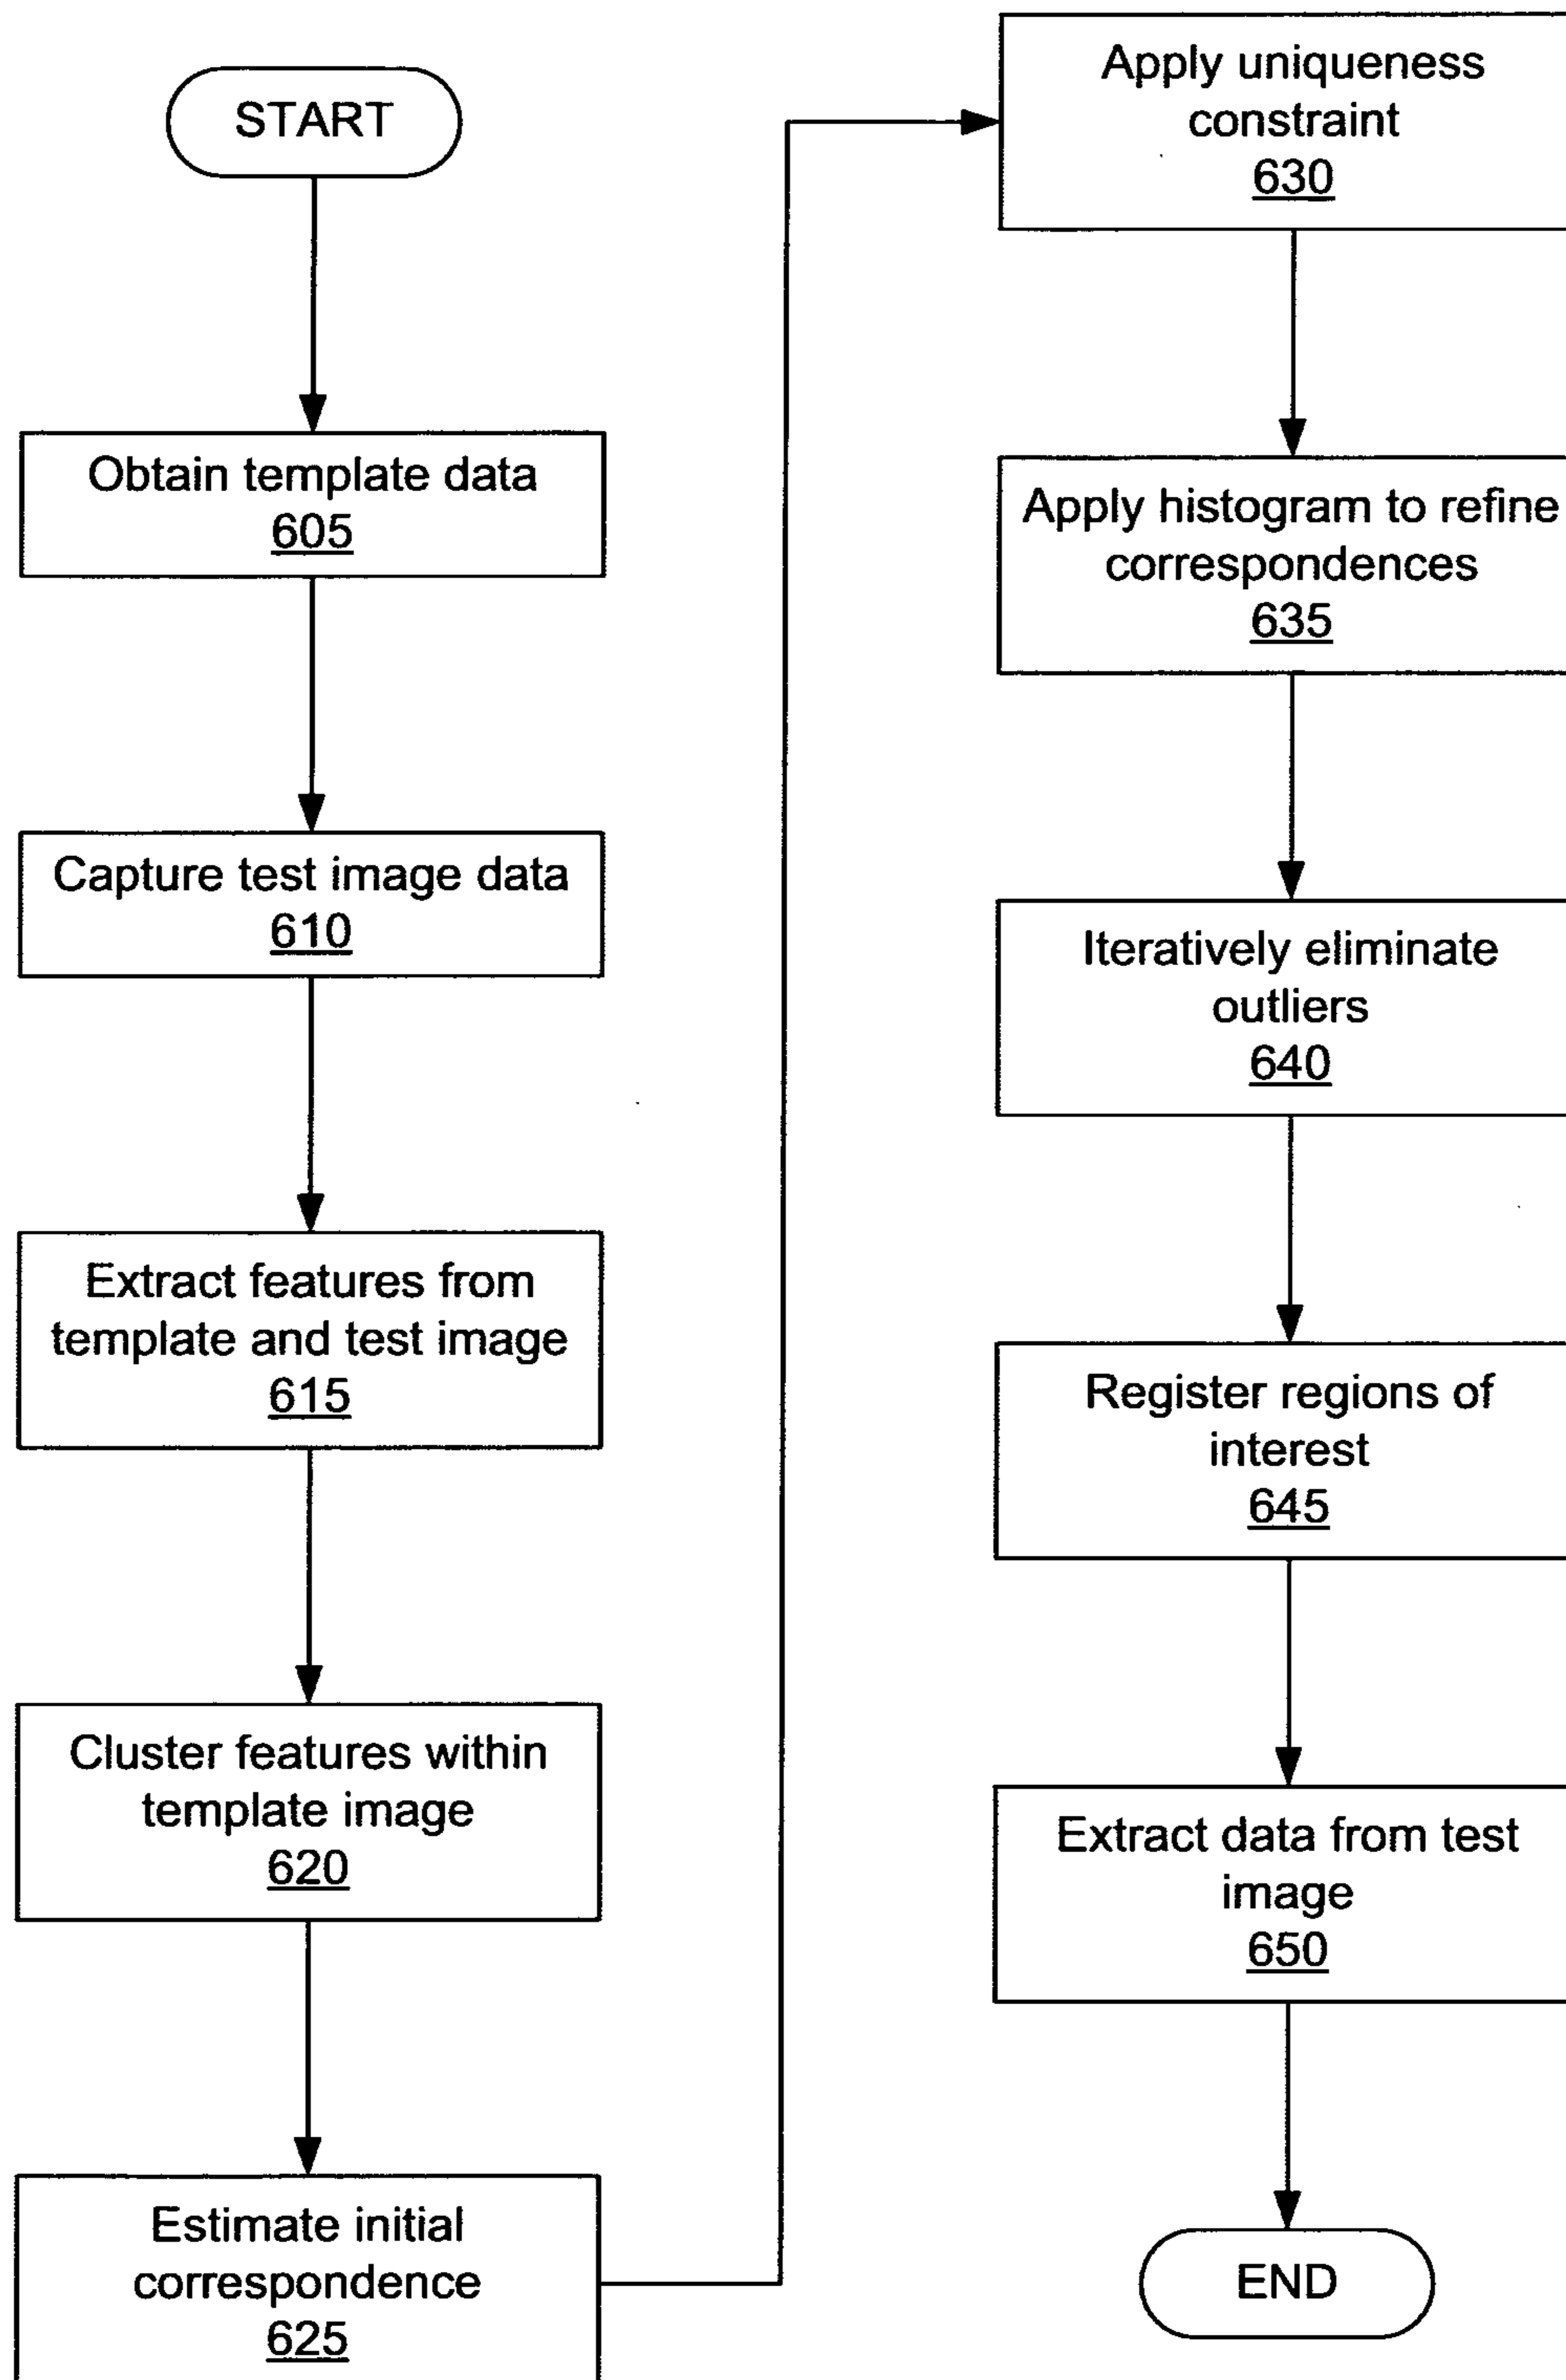 START
Obtain template data
605
Capture test image data
610
Extract features from
template and test image
615
Cluster features within
template image
620
Estimate initial
correspondence
625
Apply uniqueness
constraint
630
Apply histogram to refine
correspondences
635
Iteratively eliminate
outliers
640
Register regions of
interest
645
Extract data from test
image
650
END